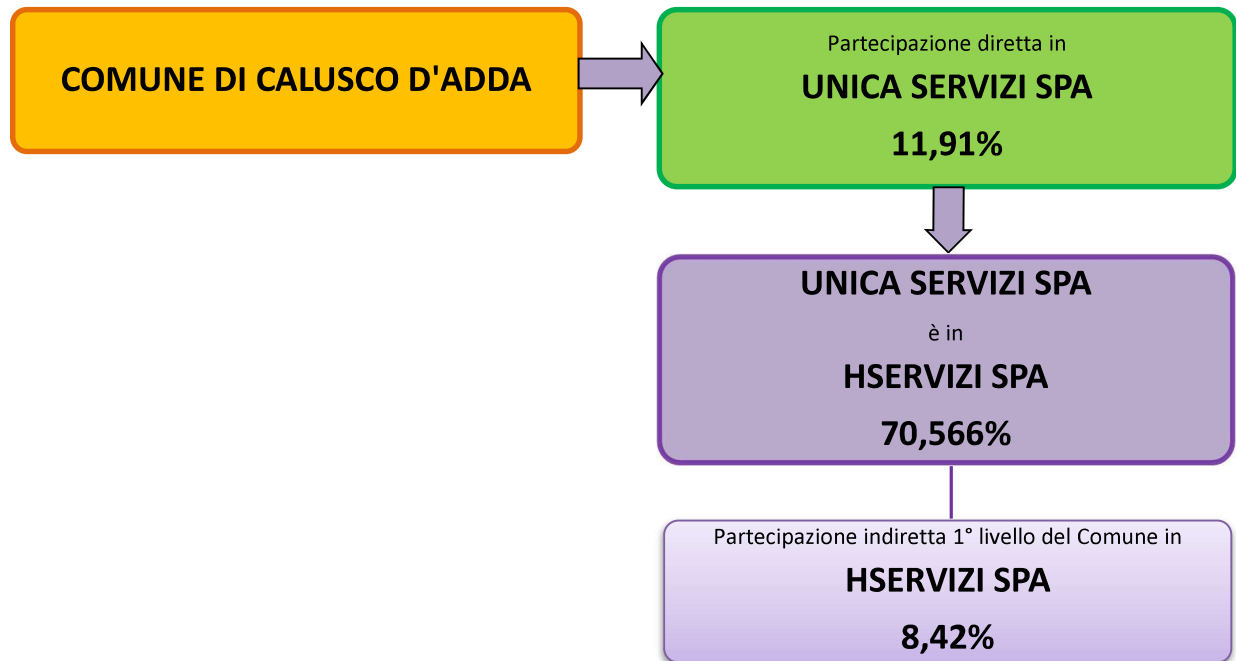 COMUNE DI CALUSCO D'ADDA
Partecipazione diretta in
UNICA SERVIZI SPA
11,91%
UNICA SERVIZI SPA
è in
HSERVIZI SPA
70,566%
Partecipazione indiretta 1° livello del Comune in
HSERVIZI SPA
8,42%